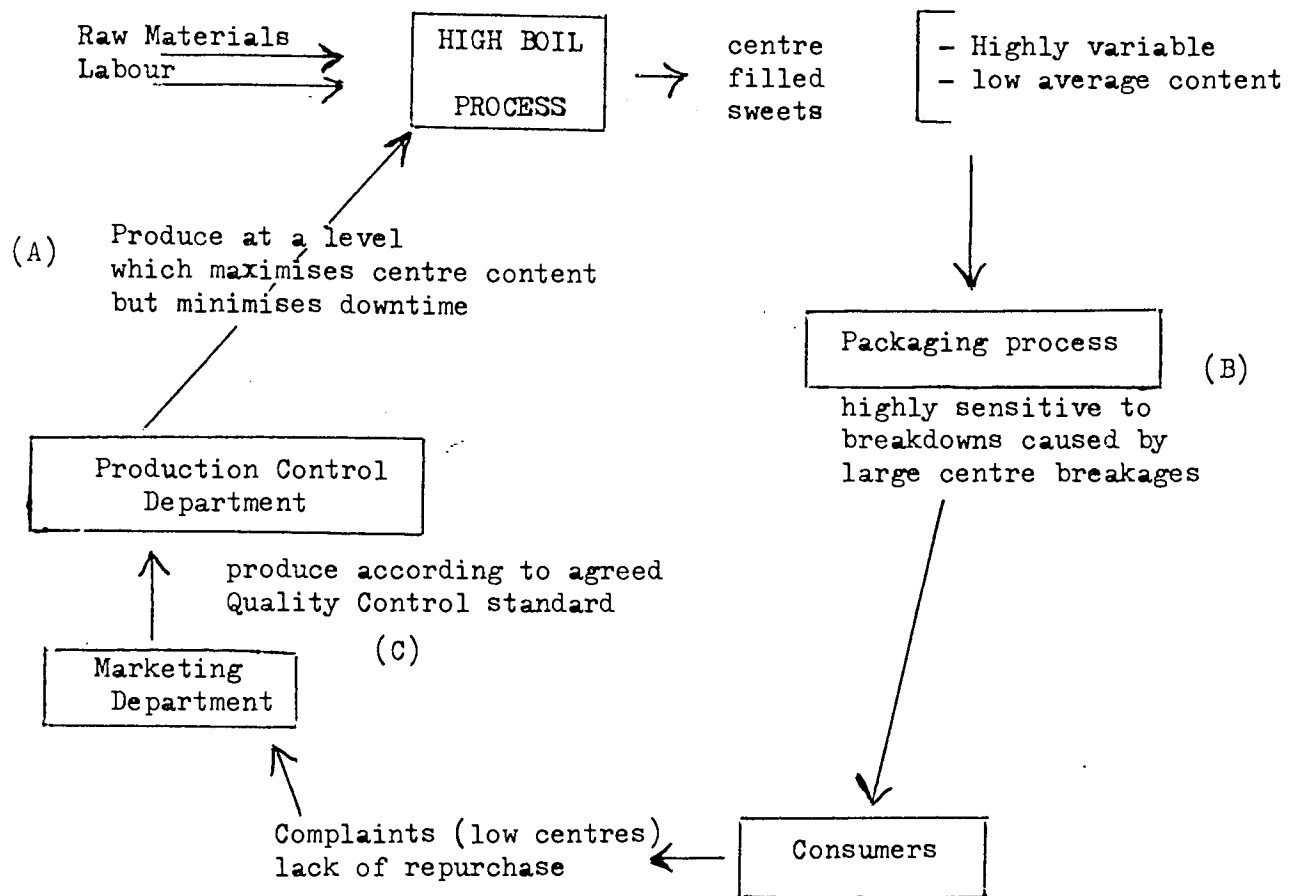 Raw Materials
Labour
HIGH BOIL
PROCESS
centre
filled
sweets
- Highly variable
- low average content
(A)
Produce at a level
which maximises centre content
but minimises downtime
Packaging process
(B)
highly sensitive to
breakdowns caused by
large centre breakages
Production Control
Department
produce according to agreed
Quality Control standard
(C)
Marketing
Department
Complaints (low centres)
lack of repurchase
Consumers